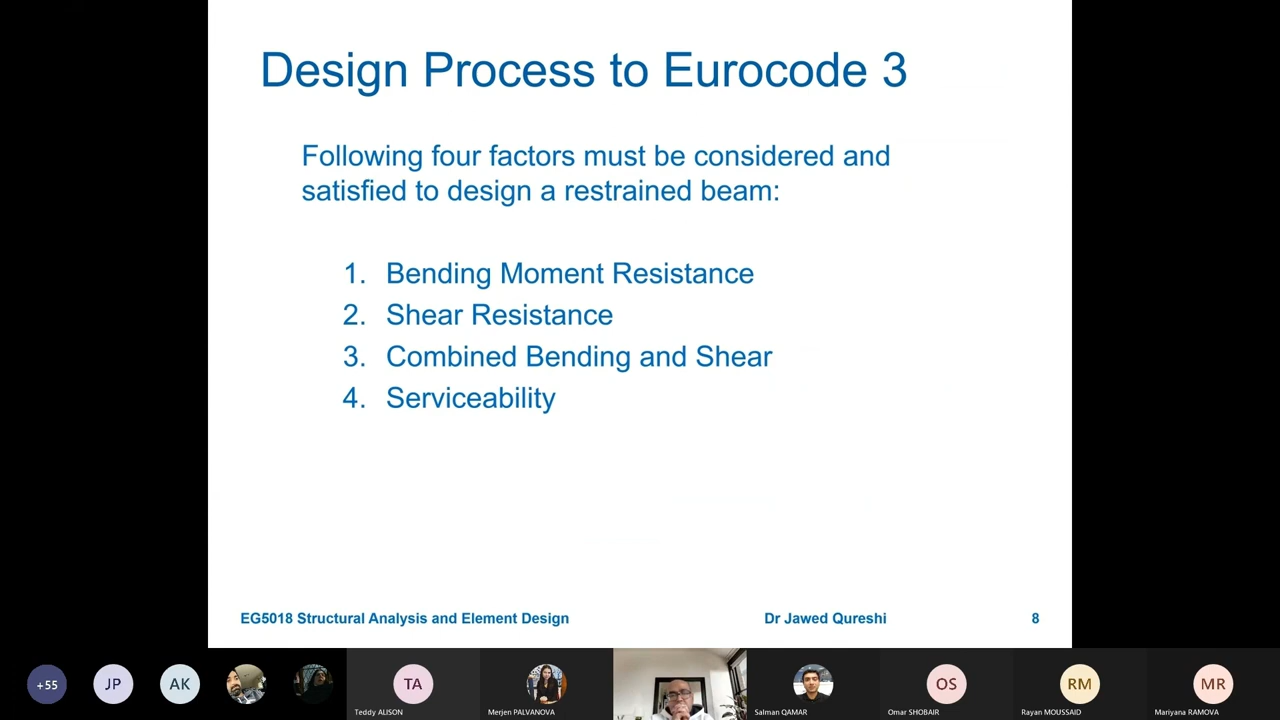 Design Process to Eurocode 3
Following four factors must be considered and
satisfied to design a restrained beam:
1. Bending Moment Resistance
2. Shear Resistance
3. Combined Bending and Shear
4. Serviceability
EG5018 Structural Analysis and Element Design Dr Jawed Qureshi 8
+55 JP AK TA OS RM MR
Teddy ALISON Merjen PALVANOVA Salman QAMAR Omar SHOBAIR Rayan MOUSSAID Mariyana RAMOVA